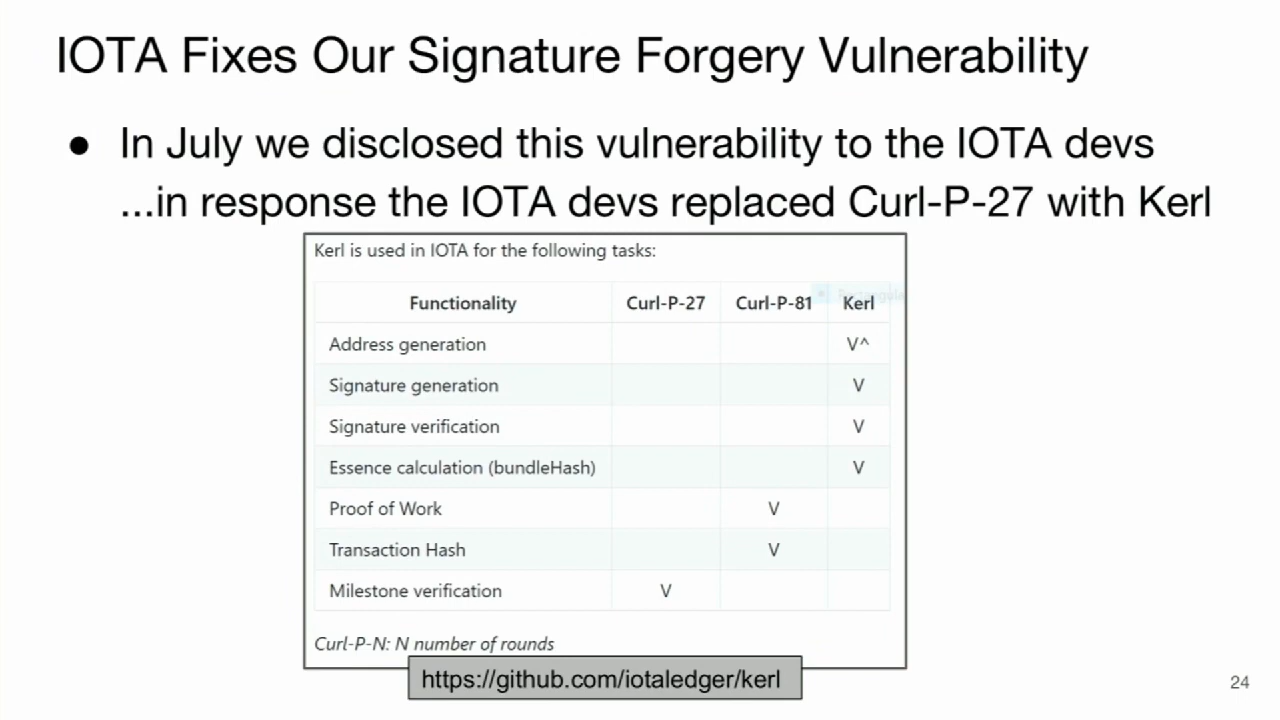 IOTA Fixes Our Signature Forgery Vulnerability
● In July we disclosed this vulnerability to the IOTA devs
...in response the IOTA devs replaced Curl-P-27 with Kerl
Kerl is used in IOTA for the following tasks:
Functionality Curl-P-27 Curl-P-81 Kerl
Address generation V^
Signature generation V
Signature verification V
Essence calculation (bundleHash) V
Proof of Work V
Transaction Hash V
Milestone verification V
Curl-P-N: N number of rounds
https://github.com/iotaledger/kerl
24